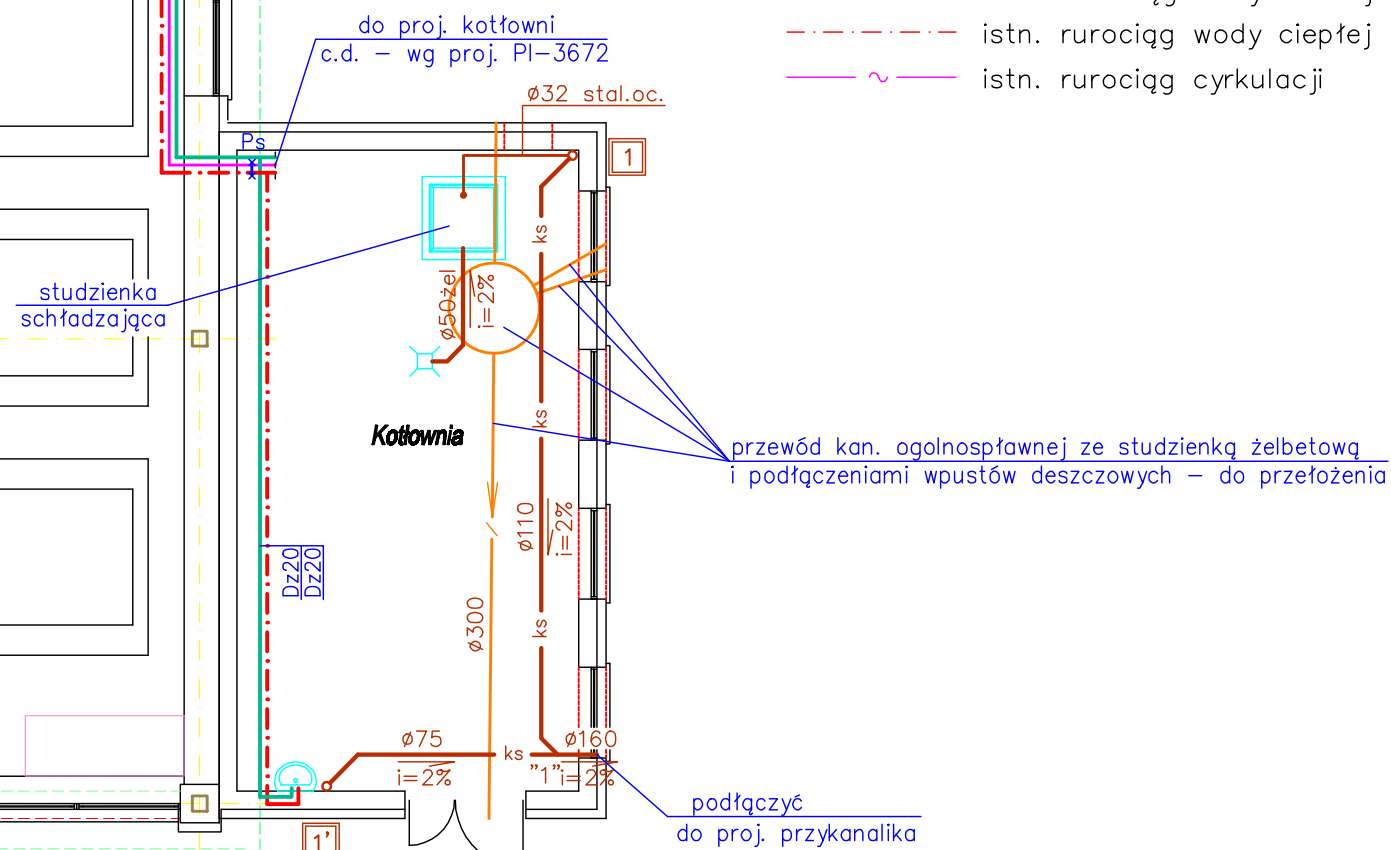 istn. rurociąg wody ciepłej
istn. rurociąg cyrkulacji
do proj. kotłowni
c.d. – wg proj. PI–3672
ø32 stal.oc.
Ps
1
ks
studzienka
schładzająca
ø50żel
i=2%
ks
Kotłownia
przewód kan. ogolnospławnej ze studzienką żelbetową
i podłączeniami wpustów deszczowych – do przełożenia
ø110
i=2%
Dz20
Dz20
ø300
ks
ø75
i=2%
ks
ø160
"1"i=2%
podłączyć
do proj. przykanalika
1'